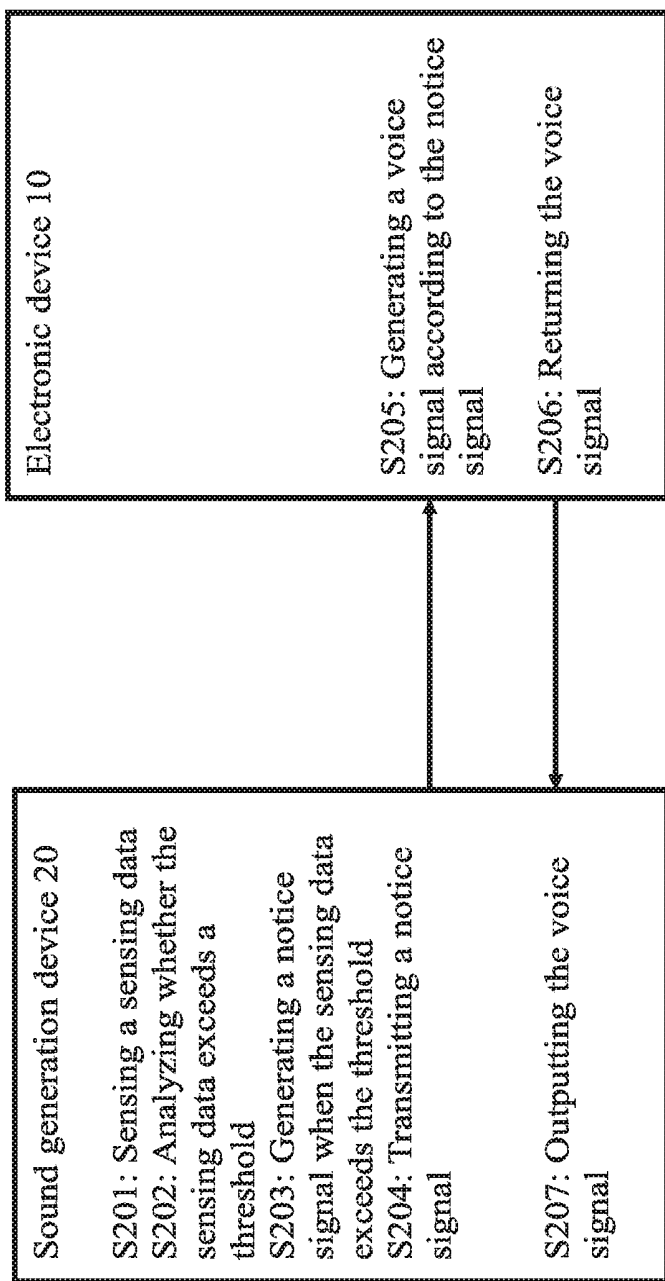 Sound generation device 20
S201: Sensing a sensing data
S202: Analyzing whether the
sensing data exceeds a
threshold
S203: Generating a notice
signal when the sensing data
exceeds the threshold
S204: Transmitting a notice
signal
S207: Outputting the voice
signal
Electronic device 10
S205: Generating a voice
signal according to the notice
signal
S206: Returning the voice
signal